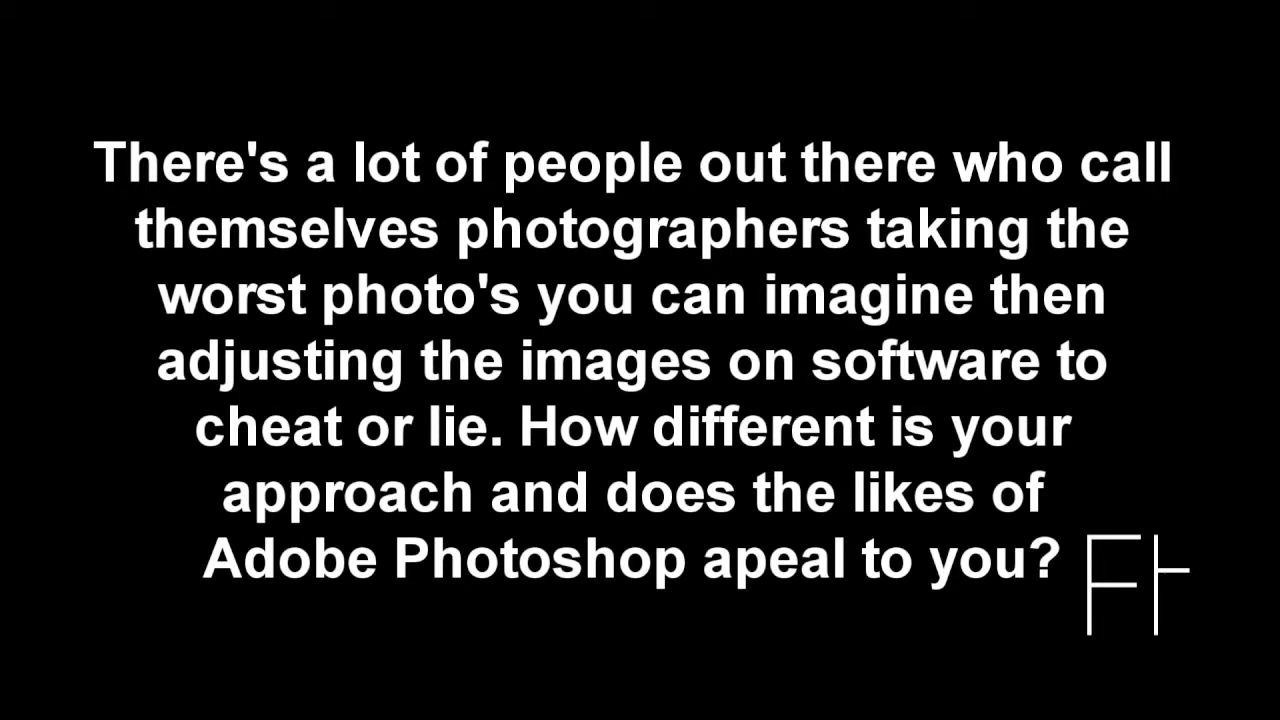 There's a lot of people out there who call
themselves photographers taking the
worst photo's you can imagine then
adjusting the images on software to
cheat or lie. How different is your
approach and does the likes of
Adobe Photoshop apeal to you?
Ft